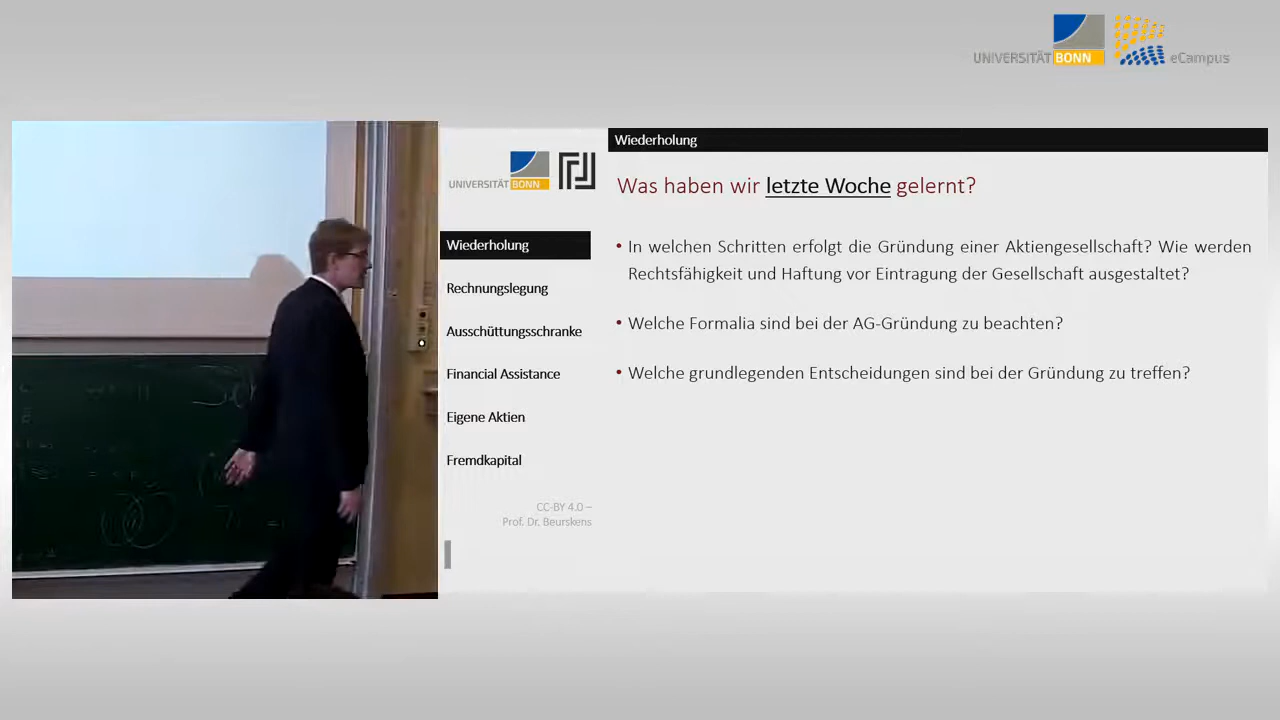 UNIVERSITÄT BONN
eCampus
UNIVERSITÄT BONN
Wiederholung
Rechnungslegung
Ausschüttungsschranke
Financial Assistance
Eigene Aktien
Fremdkapital
CC-BY 4.0 –
Prof. Dr. Beurskens
Wiederholung
Was haben wir letzte Woche gelernt?
• In welchen Schritten erfolgt die Gründung einer Aktiengesellschaft? Wie werden
Rechtsfähigkeit und Haftung vor Eintragung der Gesellschaft ausgestaltet?
• Welche Formalia sind bei der AG-Gründung zu beachten?
• Welche grundlegenden Entscheidungen sind bei der Gründung zu treffen?